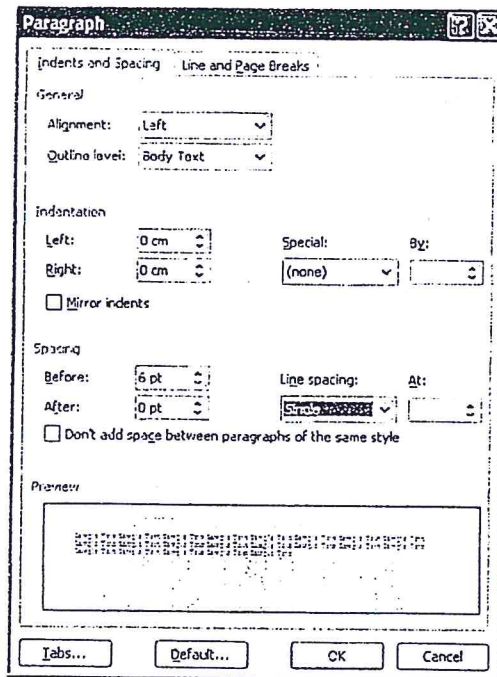 Paragraph
Indents and Spacing Line and Page Breaks
General
Alignment: Left
Outline level: Body Text
Indentation
Left: 0 cm Special: By:
Right: 0 cm (none)
Mirror indents
Spacing
Before: 6 pt Line spacing: At:
After: 0 pt Single
Don't add space between paragraphs of the same style
Preview
Tabs... Default... OK Cancel